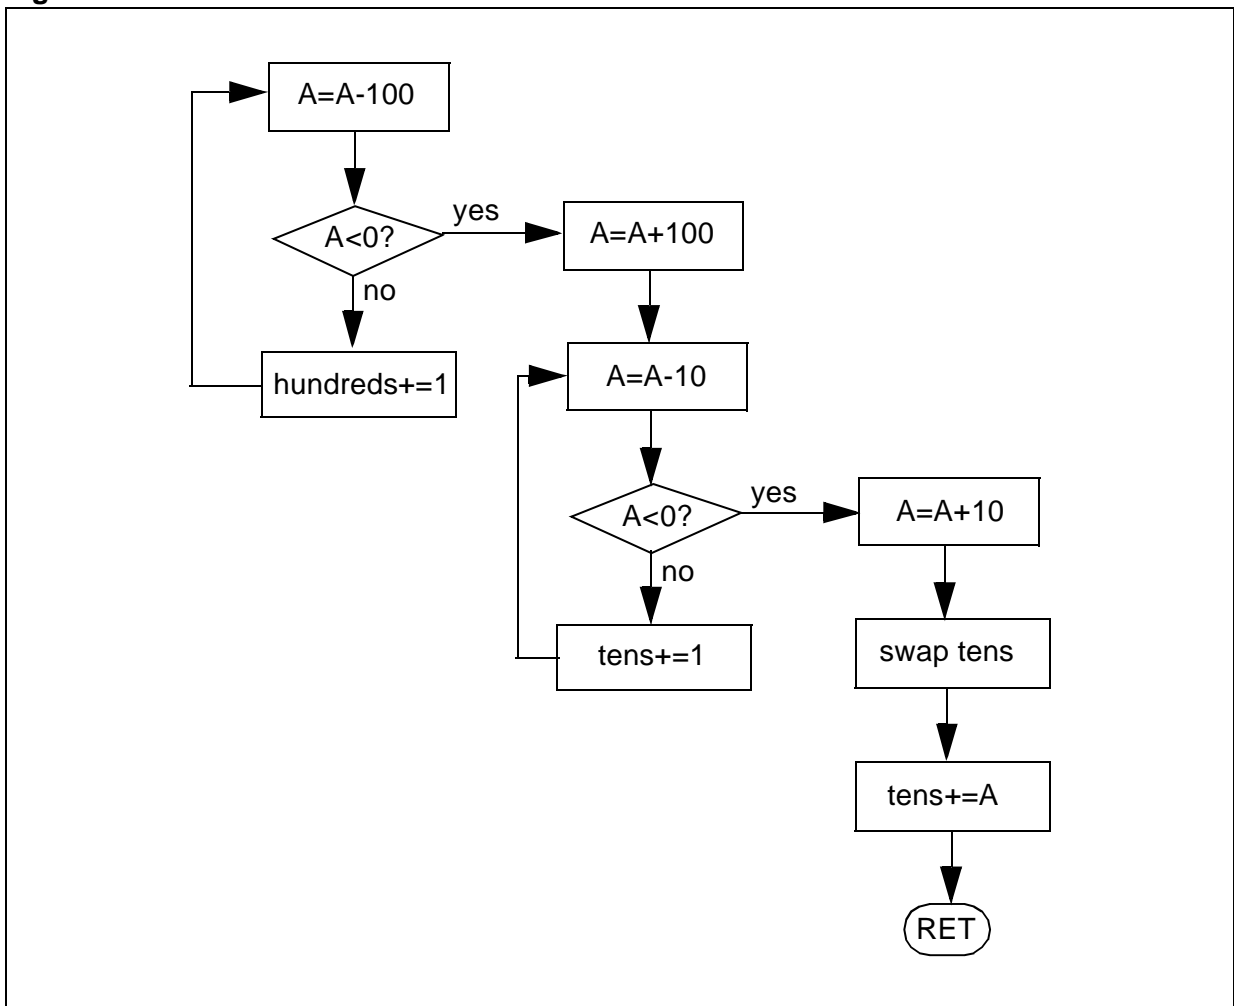 A=A-100
A<0?
yes
A=A+100
no
hundreds+=1
A=A-10
A<0?
yes
A=A+10
no
tens+=1
swap tens
tens+=A
RET